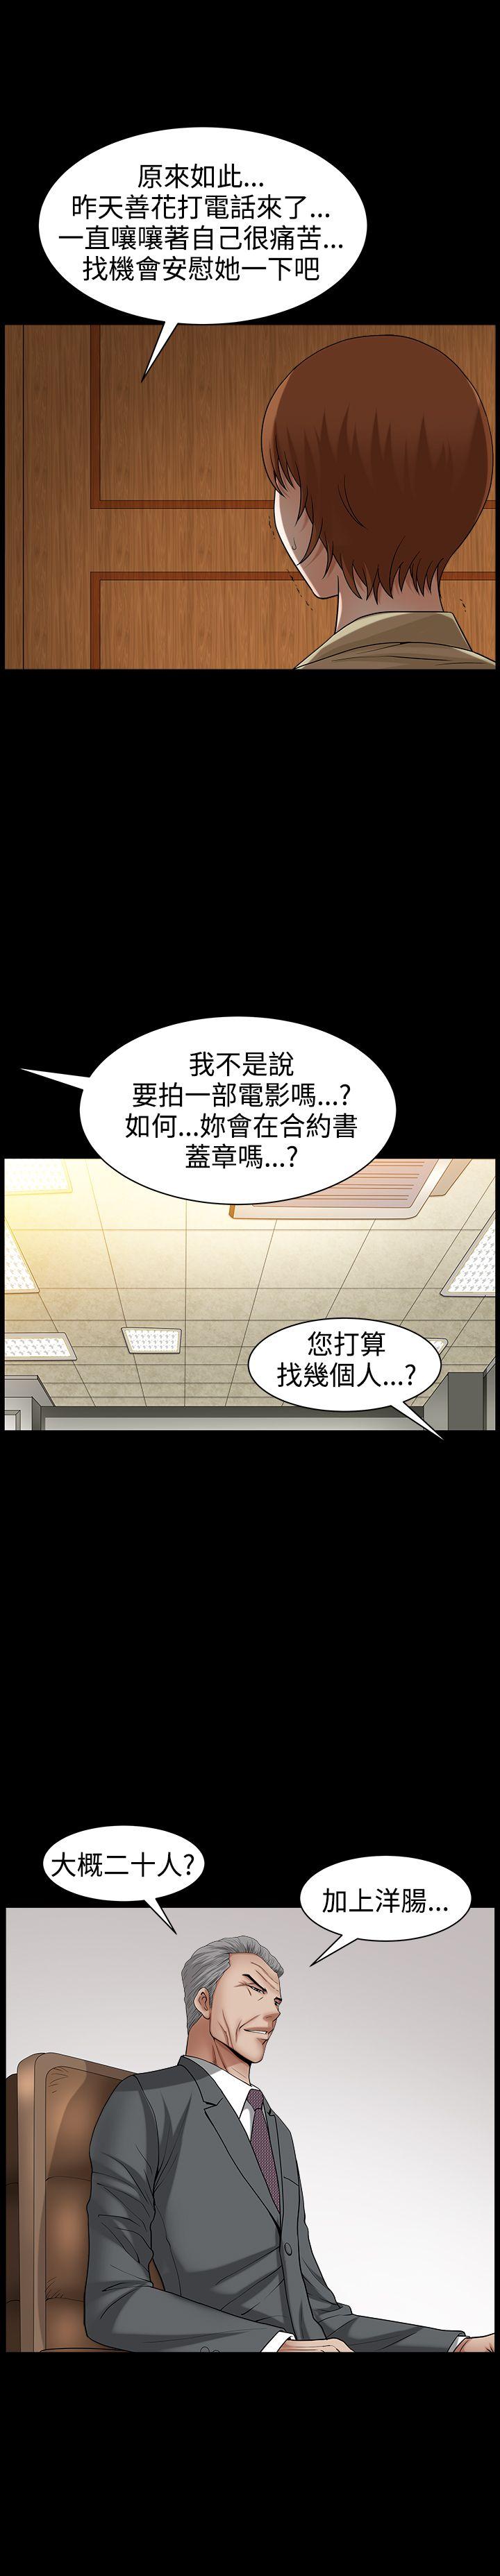 原來如此...
昨天善花打電話來了...
一直嚷嚷著自己很痛苦...
找機會安慰她一下吧
我不是說
要拍一部電影嗎...?
如何...妳會在合約書
蓋章嗎...?
您打算
找幾個人...?
大概二十人?
加上洋腸...